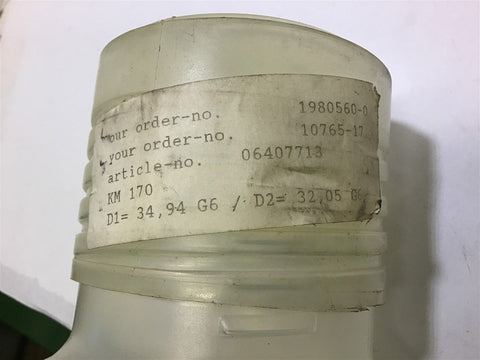 our order-no. 1980560-0
your order-no. 10765-17
article-no. 06407713
KM 170
D1= 34,94 G6 / D2= 32,05 G6